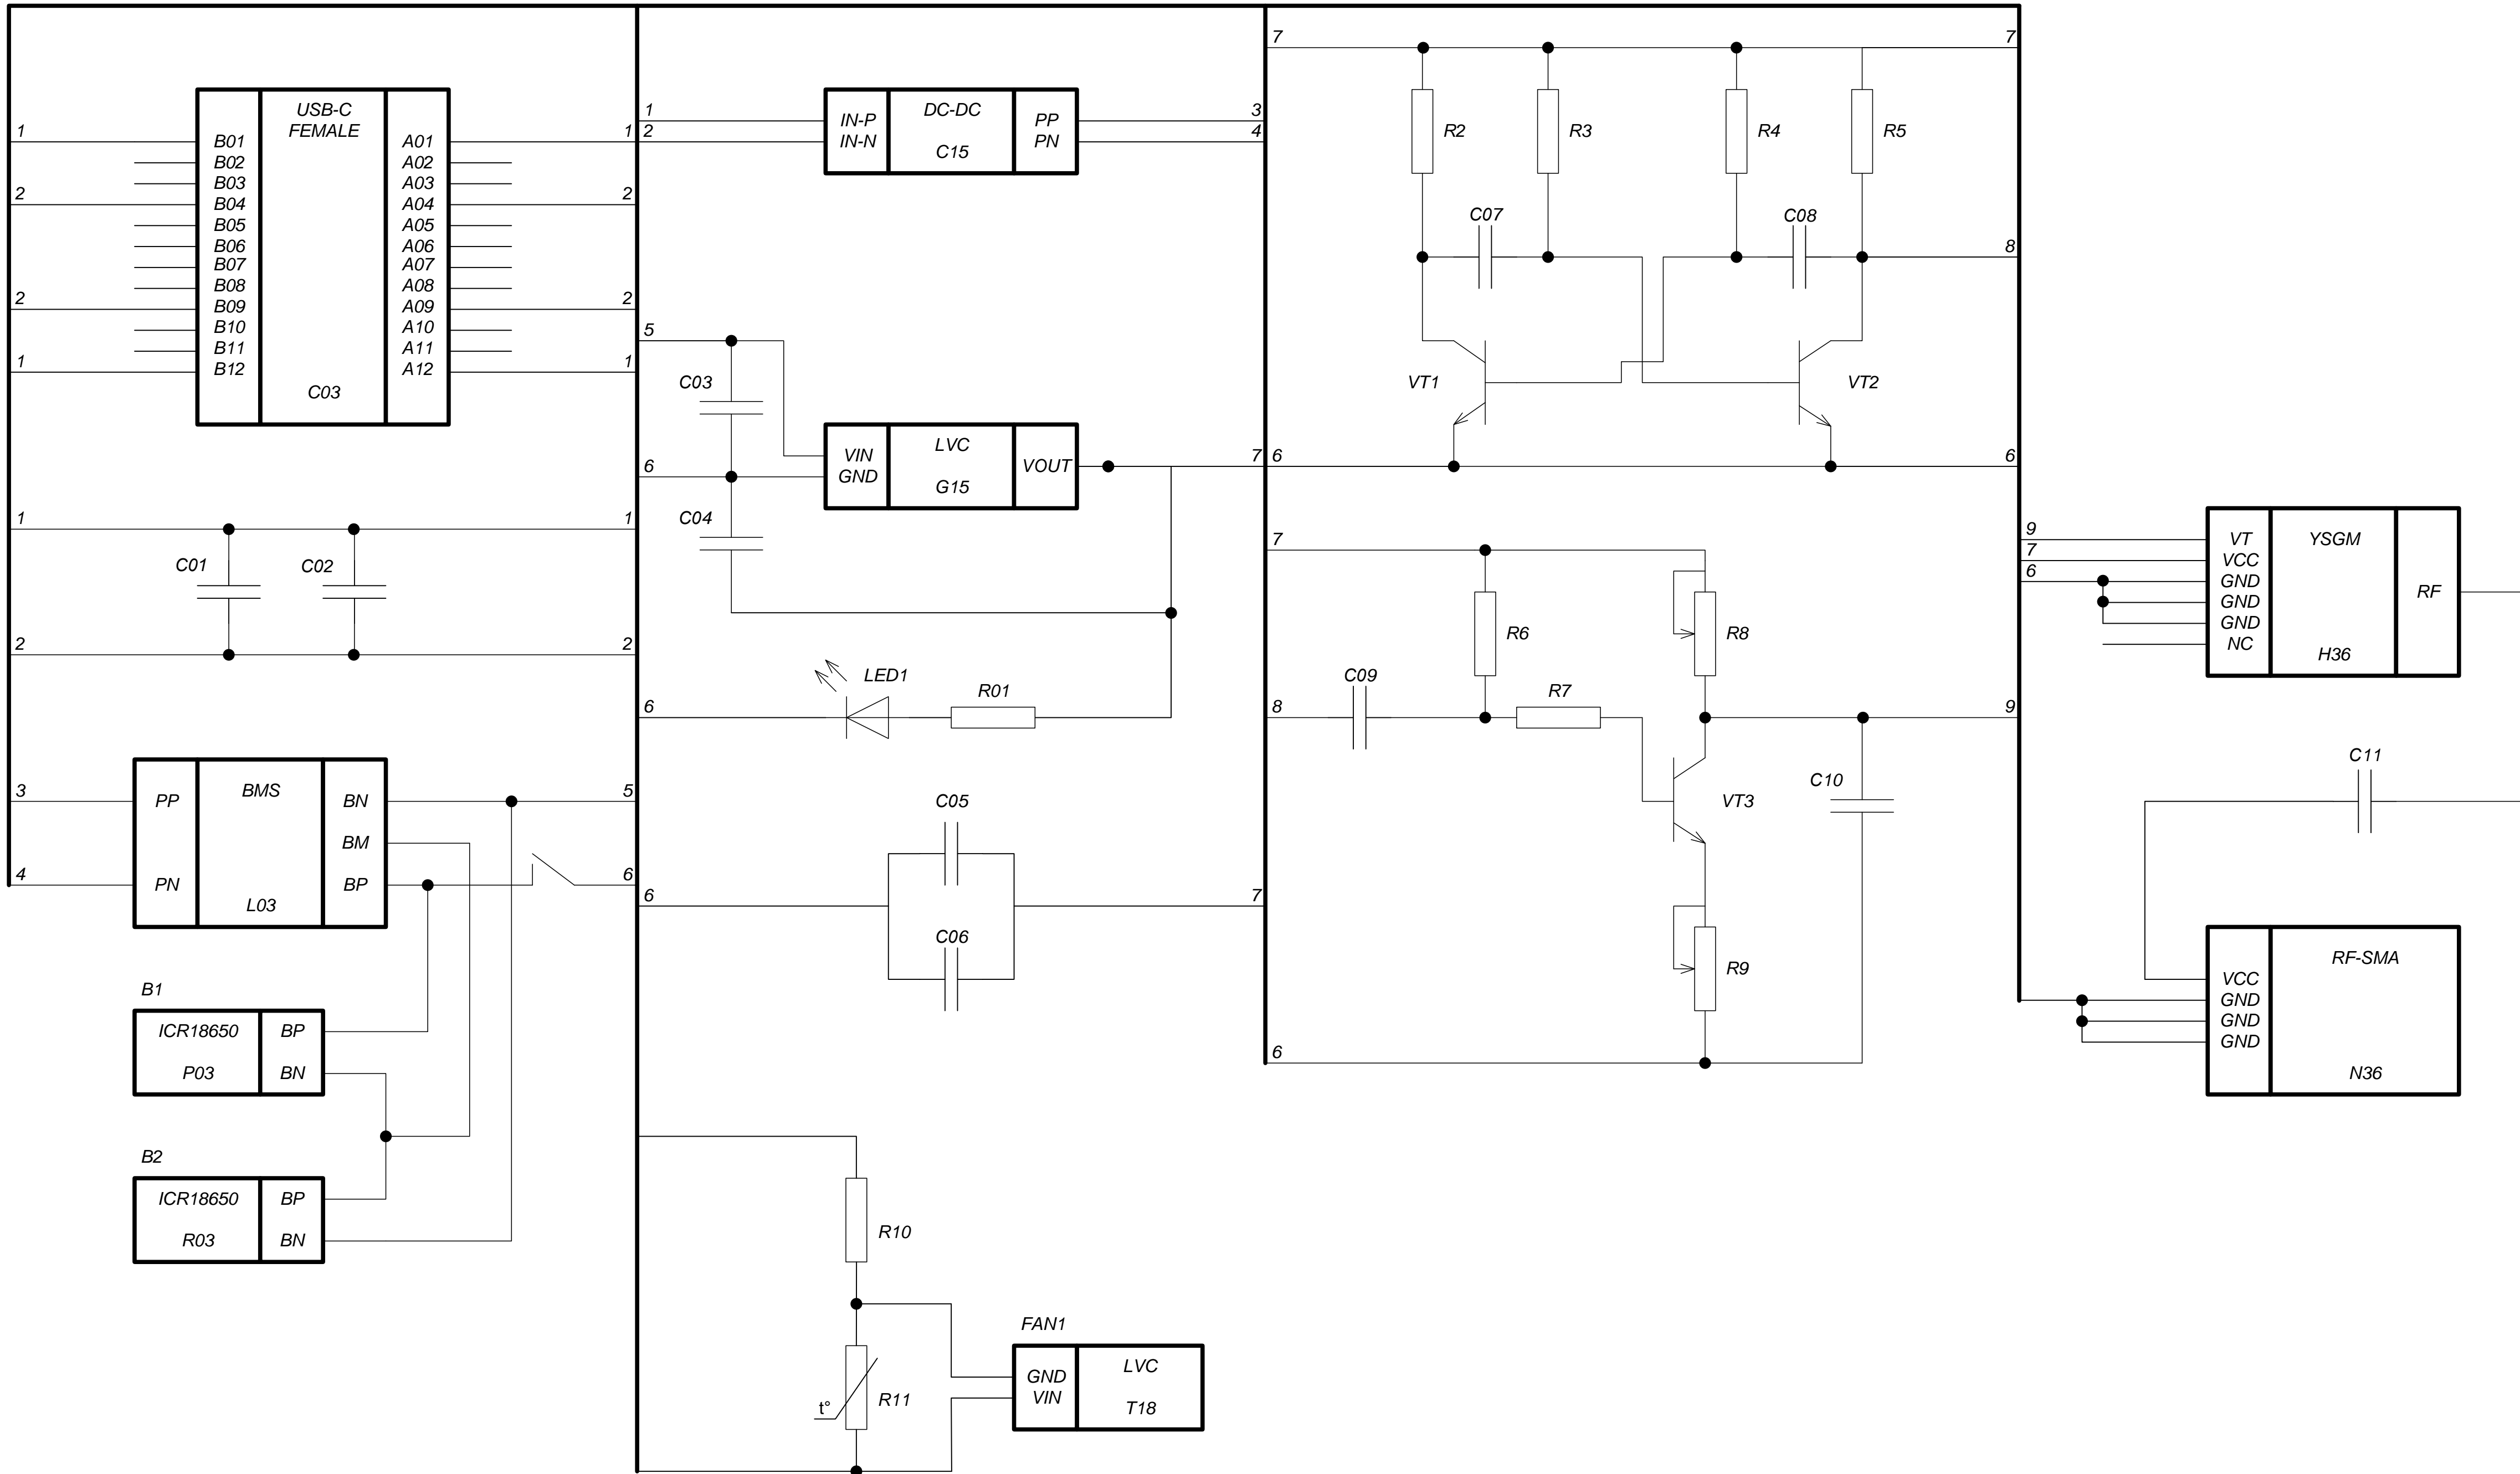 1
2
2
1
B01
B02
B03
B04
B05
B06
B07
B08
B09
B10
B11
B12
USB-C
FEMALE
C03
A01
A02
A03
A04
A05
A06
A07
A08
A09
A10
A11
A12
1
2
2
1
1
1
C01
C02
2
2
3
4
PP
PN
BMS
L03
BN
BM
BP
5
6
B1
ICR18650
P03
BP
BN
B2
ICR18650
R03
BP
BN
1
2
IN-P
IN-N
DC-DC
C15
PP
PN
3
4
5
C03
6
VIN
GND
LVC
G15
VOUT
7
C04
6
LED1
R01
6
C05
C06
7
R10
t°
R11
FAN1
GND
VIN
LVC
T18
7
7
R2
R3
R4
R5
C07
C08
8
VT1
VT2
6
6
7
R6
R8
8
C09
R7
9
VT3
C10
R9
6
9
7
6
VT
VCC
GND
GND
GND
NC
YSGM
H36
RF
C11
VCC
GND
GND
GND
RF-SMA
N36